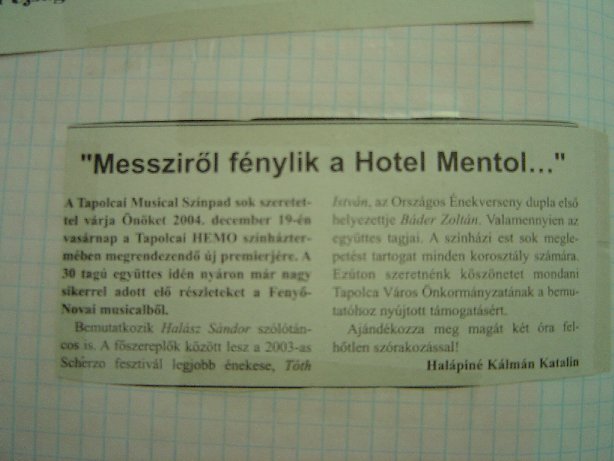 "Messziről fénylik a Hotel Mentol..."
A Tapolcai Musical Színpad sok szeretet-
tel várja Önöket 2004. december 19-én
vasárnap a Tapolcai HEMO színházter-
mében megrendezendő új premierjére. A
30 tagú együttes idén nyáron már nagy
sikerrel adott elő részleteket a Fenyő-
Novai musicalből.
Bemutatkozik Halász Sándor szólótán-
cos is. A főszereplők között lesz a 2003-as
Scherzo fesztivál legjobb énekese, Tóth
István, az Országos Énekverseny dupla első
helyezettje Báder Zoltán. Valamennyien az
együttes tagjai. A színházi est sok megle-
petést tartogat minden korosztály számára.
Ezúton szeretnénk köszönetet mondani
Tapolca Város Önkormányzatának a bemu-
tatóhoz nyújtott támogatásért.
Ajándékozza meg magát két óra fel-
hőtlen szórakozással!
Halápiné Kálmán Katalin